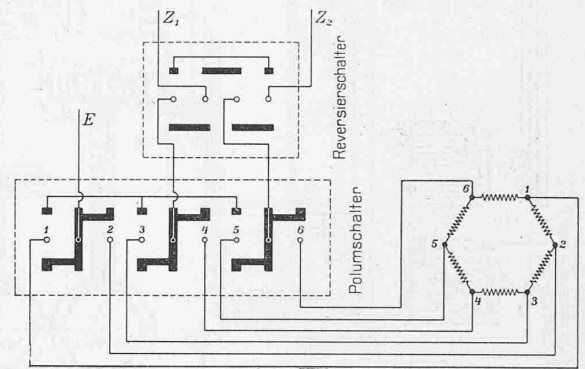 Z₁ Z₂
Reversierschalter
E
Polumschalter
1 2 3 4 5 6
6 1
5 2
4 3